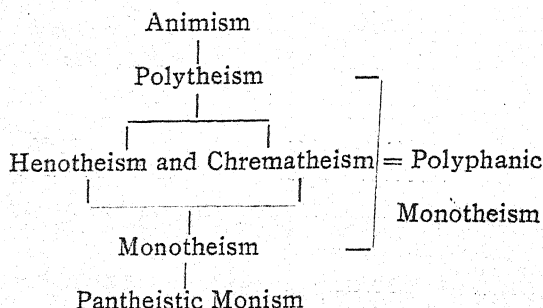 Animism
Polytheism
Henotheism and Chrematheism = Polyphanic
Monotheism
Monotheism
Pantheistic Monism